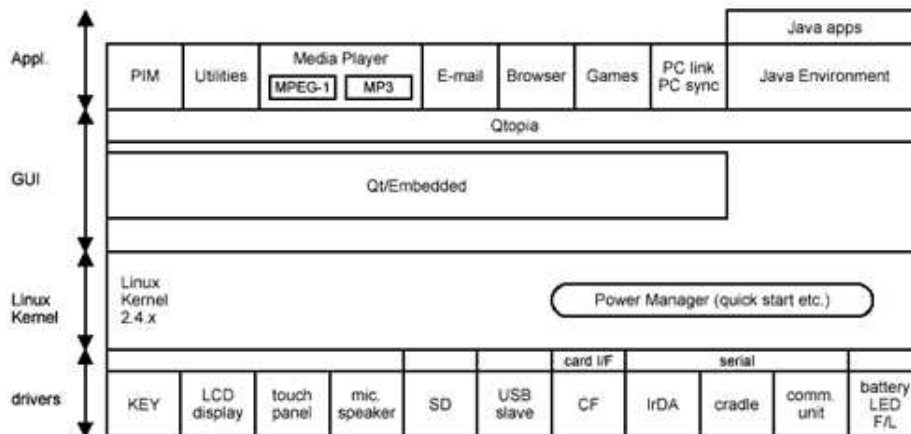 Java apps
Appl.
PIM
Utilities
Media Player
MPEG-1
MP3
E-mail
Browser
Games
PC link
PC sync
Java Environment
Qtopia
GUI
Qt/Embedded
Linux
Kernel
Linux
Kernel
2.4.x
Power Manager (quick start etc.)
card I/F
serial
drivers
KEY
LCD
display
touch
panel
mic.
speaker
SD
USB
slave
CF
IrDA
cradle
comm.
unit
battery
LED
F/L